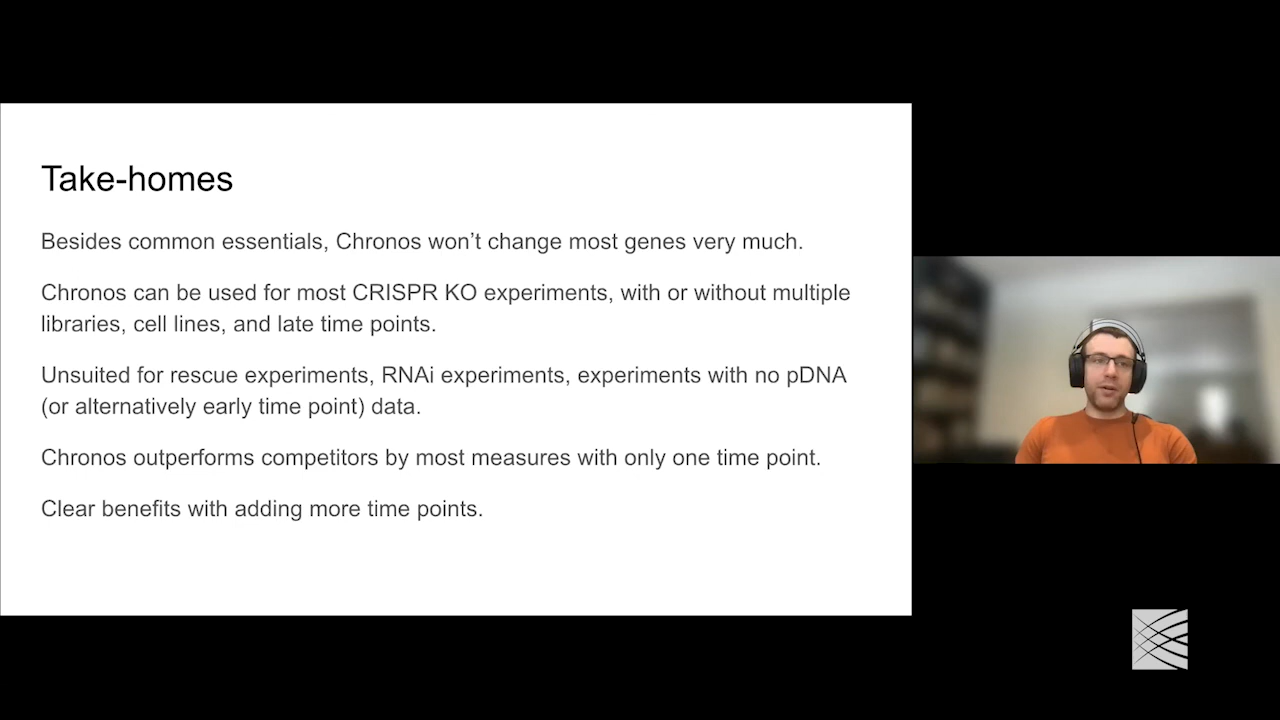 Take-homes
Besides common essentials, Chronos won’t change most genes very much.
Chronos can be used for most CRISPR KO experiments, with or without multiple
libraries, cell lines, and late time points.
Unsuited for rescue experiments, RNAi experiments, experiments with no pDNA
(or alternatively early time point) data.
Chronos outperforms competitors by most measures with only one time point.
Clear benefits with adding more time points.